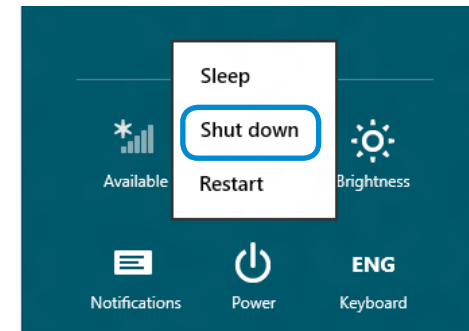 Sleep
Shut down
Restart
Available
Brightness
Notifications
Power
ENG
Keyboard